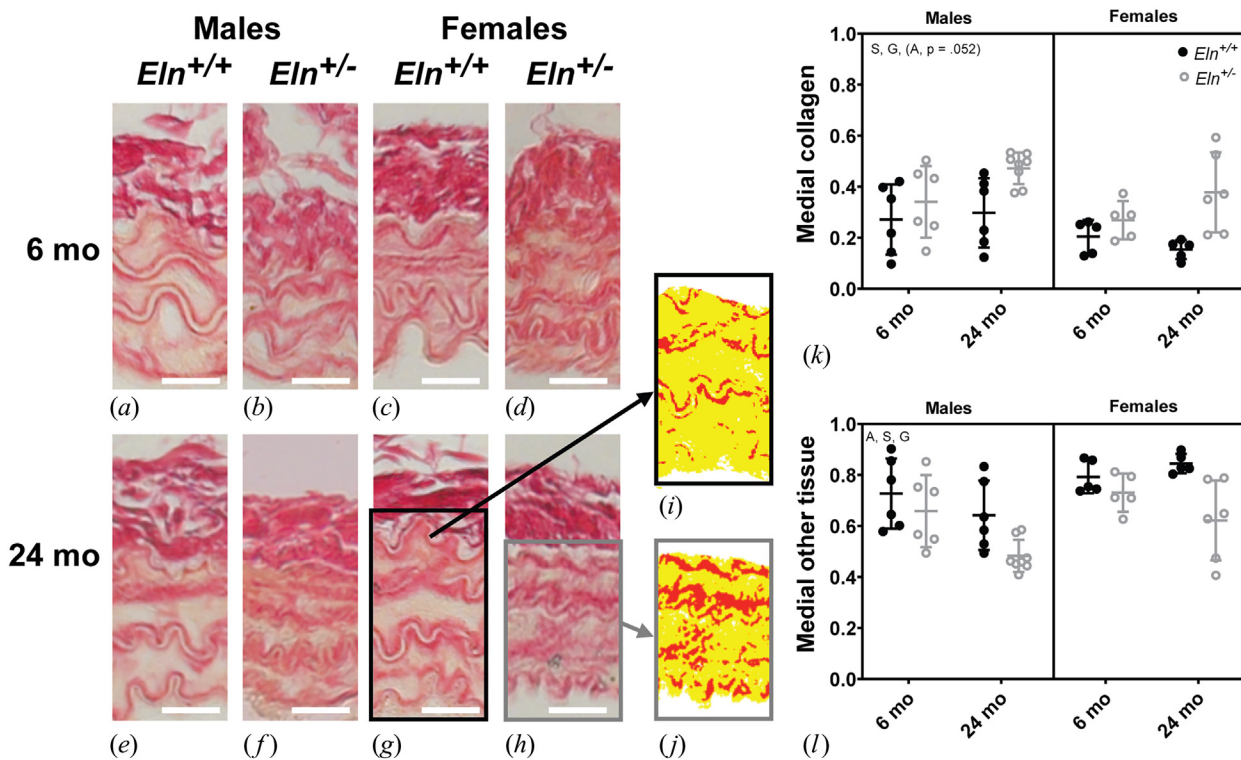 Males Females
Eln+/+ Eln+/- Eln+/+ Eln+/-
6 mo
(a) (b) (c) (d)
24 mo
(e) (f) (g) (h)
(i)
(j)
Males Females
Medial collagen
1.0
0.8
0.6
0.4
0.2
0.0
S, G, (A, p = .052)
Eln+/+
Eln+/-
6 mo 24 mo 6 mo 24 mo
(k)
Males Females
Medial other tissue
1.0
0.8
0.6
0.4
0.2
0.0
A, S, G
6 mo 24 mo 6 mo 24 mo
(l)